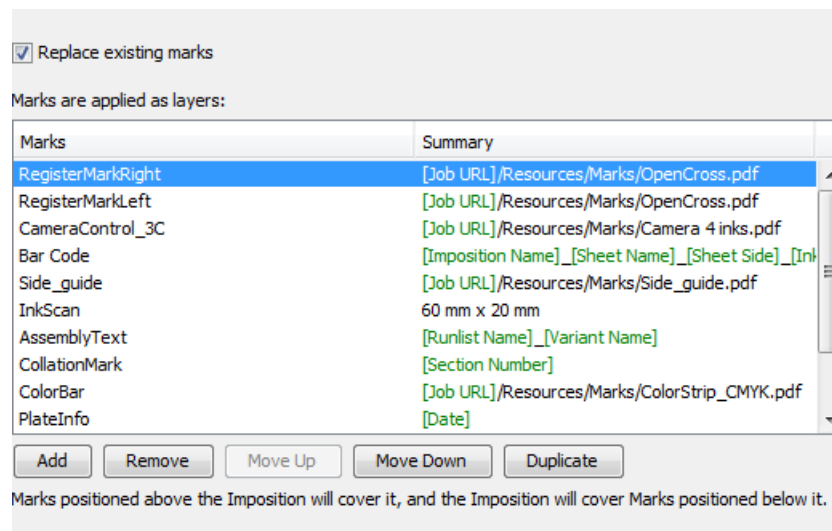 Replace existing marks
Marks are applied as layers:
Marks Summary
RegisterMarkRight [Job URL]/Resources/Marks/OpenCross.pdf
RegisterMarkLeft [Job URL]/Resources/Marks/OpenCross.pdf
CameraControl_3C [Job URL]/Resources/Marks/Camera 4 inks.pdf
Bar Code [Imposition Name]_[Sheet Name]_[Sheet Side]_[Ink
Side_guide [Job URL]/Resources/Marks/Side_guide.pdf
InkScan 60 mm x 20 mm
AssemblyText [Runlist Name]_[Variant Name]
CollationMark [Section Number]
ColorBar [Job URL]/Resources/Marks/ColorStrip_CMYK.pdf
PlateInfo [Date]
Add Remove Move Up Move Down Duplicate
Marks positioned above the Imposition will cover it, and the Imposition will cover Marks positioned below it.